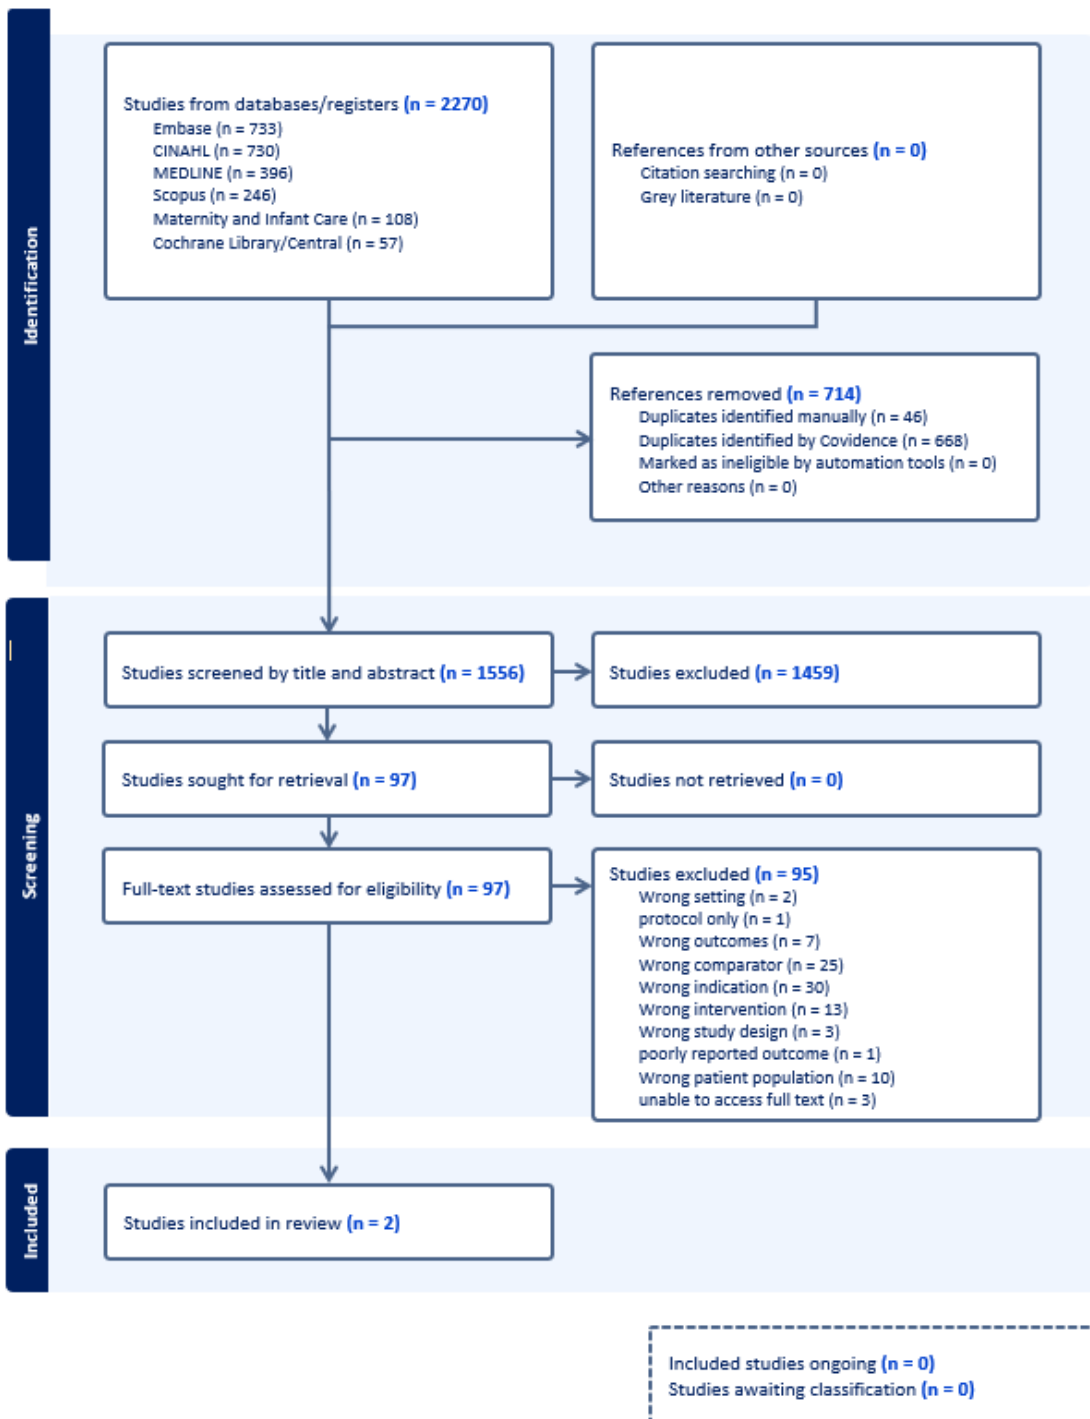 Identification
Studies from databases/registers (n = 2270)
Embase (n = 733)
CINAHL (n = 730)
MEDLINE (n = 396)
Scopus (n = 246)
Maternity and Infant Care (n = 108)
Cochrane Library/Central (n = 57)
References from other sources (n = 0)
Citation searching (n = 0)
Grey literature (n = 0)
References removed (n = 714)
Duplicates identified manually (n = 46)
Duplicates identified by Covidence (n = 668)
Marked as ineligible by automation tools (n = 0)
Other reasons (n = 0)
Screening
Studies screened by title and abstract (n = 1556)
Studies excluded (n = 1459)
Studies sought for retrieval (n = 97)
Studies not retrieved (n = 0)
Full-text studies assessed for eligibility (n = 97)
Studies excluded (n = 95)
Wrong setting (n = 2)
protocol only (n = 1)
Wrong outcomes (n = 7)
Wrong comparator (n = 25)
Wrong indication (n = 30)
Wrong intervention (n = 13)
Wrong study design (n = 3)
poorly reported outcome (n = 1)
Wrong patient population (n = 10)
unable to access full text (n = 3)
Included
Studies included in review (n = 2)
Included studies ongoing (n = 0)
Studies awaiting classification (n = 0)